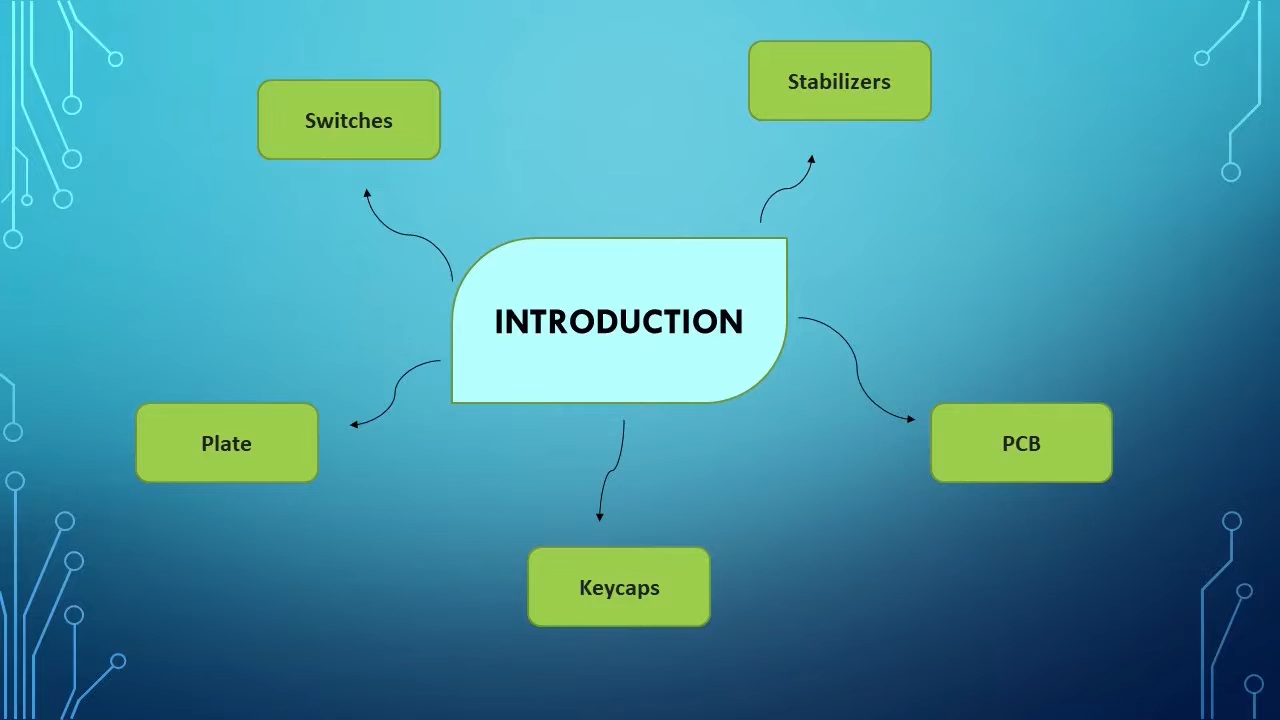 Stabilizers
Switches
INTRODUCTION
Plate
PCB
Keycaps